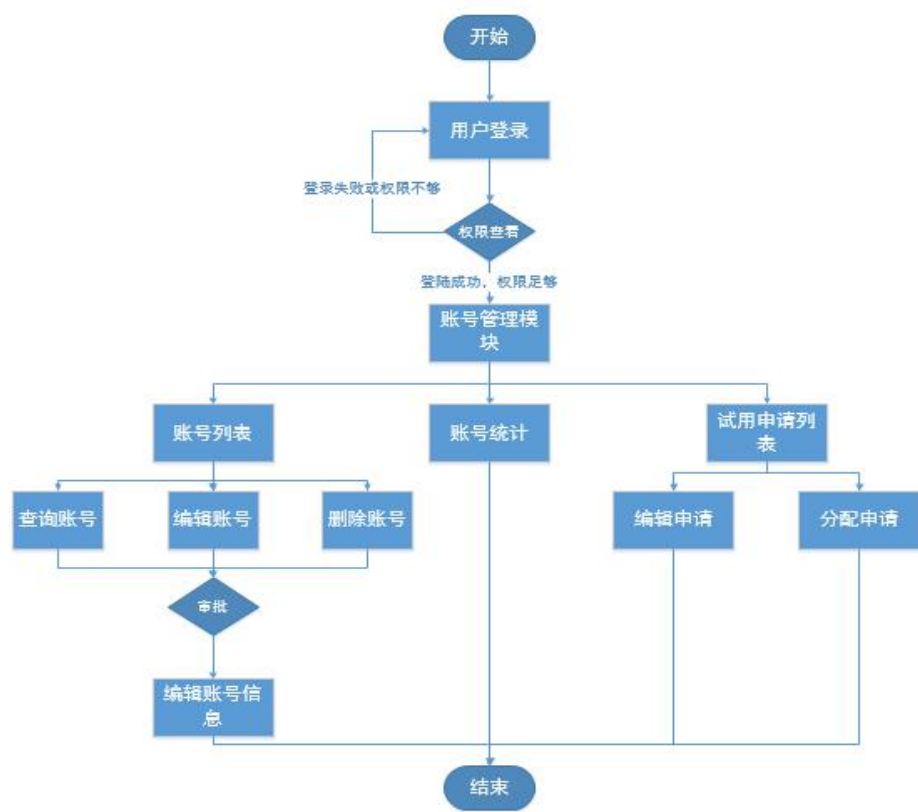 开始
用户登录
登录失败或权限不够
权限查看
登陆成功，权限足够
账号管理模
块
账号列表
账号统计
试用申请列
表
查询账号
编辑账号
删除账号
编辑申请
分配申请
审批
编辑账号信
息
结束